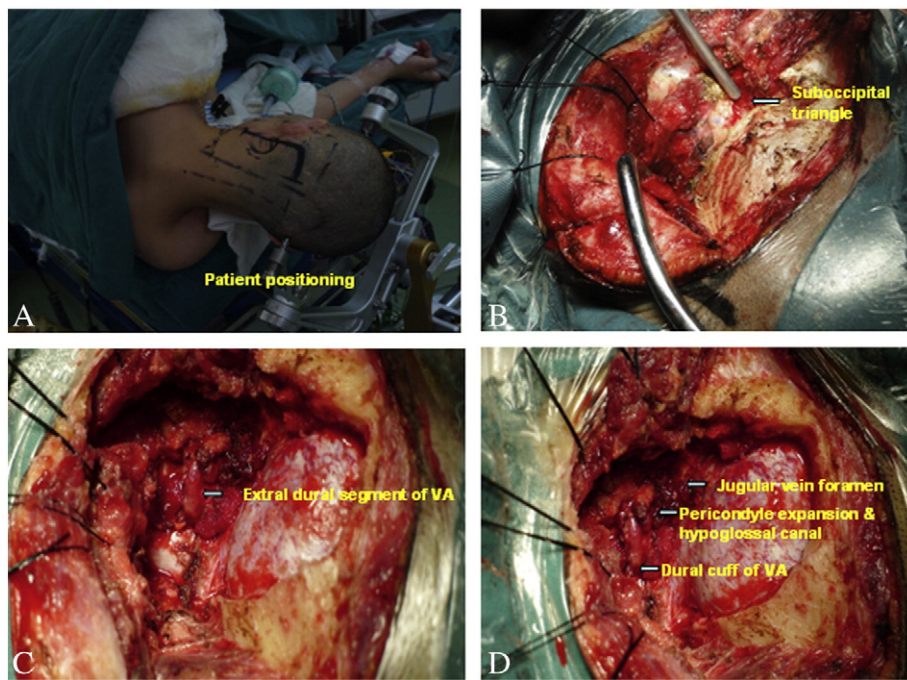 Patient positioning
A
Suboccipital
triangle
B
Extral dural segment of VA
C
Jugular vein foramen
Pericondyle expansion &
hypoglossal canal
Dural cuff of VA
D